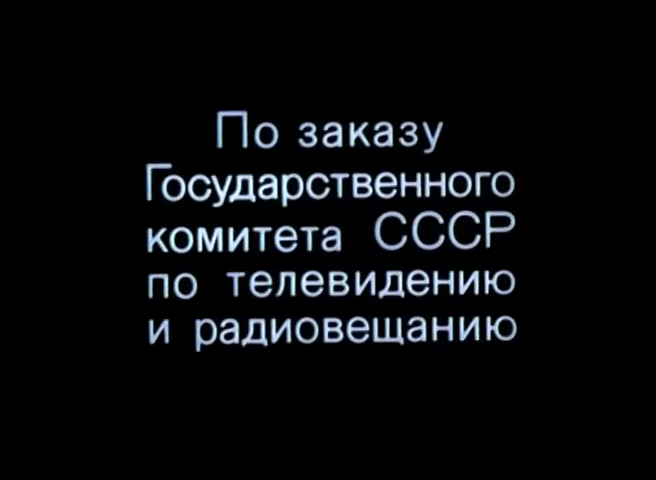 По заказу
Государственного
комитета СССР
по телевидению
и радиовещанию